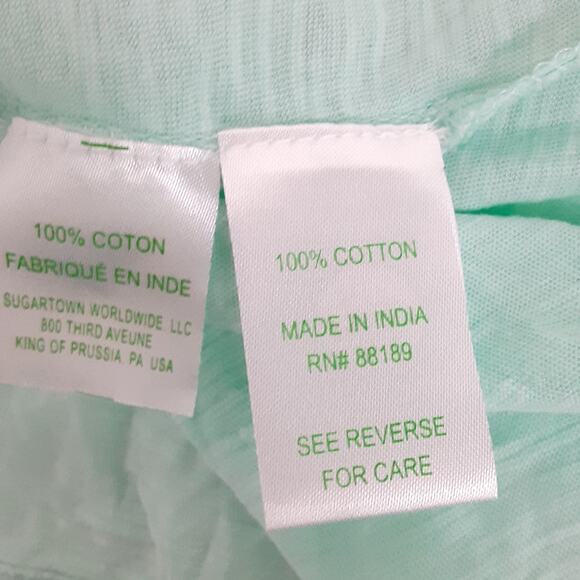 100% COTON
FABRIQUÉ EN INDE
SUGARTOWN WORLDWIDE, LLC
800 THIRD AVEUNE
KING OF PRUSSIA, PA USA
100% COTTON
MADE IN INDIA
RN# 88189
SEE REVERSE
FOR CARE